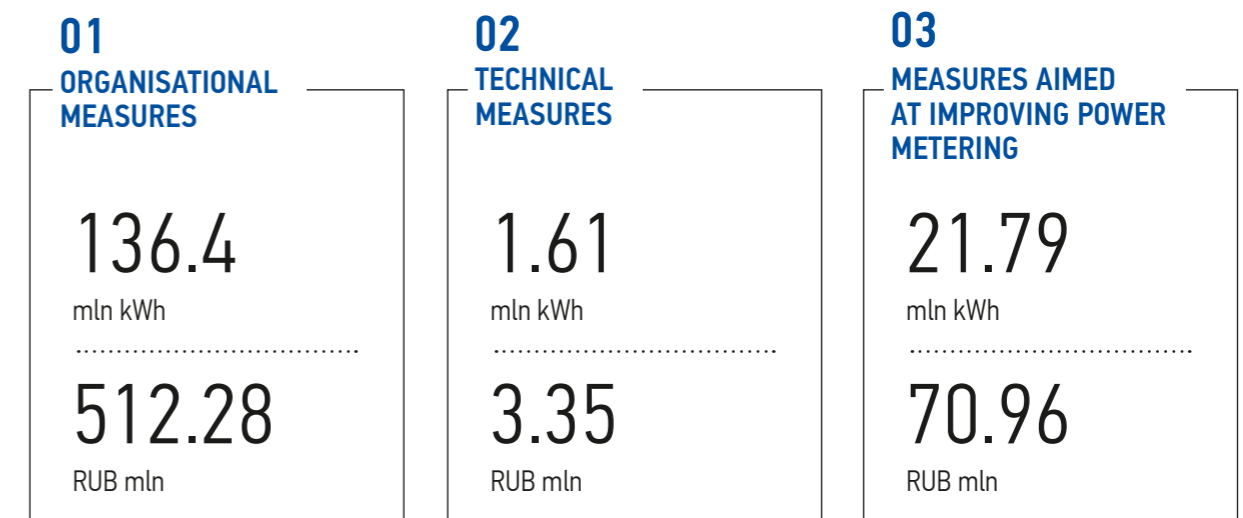 01
ORGANISATIONAL
MEASURES
136.4
mln kWh
512.28
RUB mln
02
TECHNICAL
MEASURES
1.61
mln kWh
3.35
RUB mln
03
MEASURES AIMED
AT IMPROVING POWER
METERING
21.79
mln kWh
70.96
RUB mln